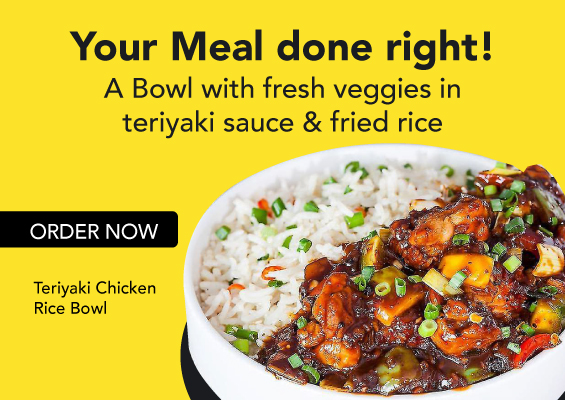 Your Meal done right!
A Bowl with fresh veggies in
teriyaki sauce & fried rice
ORDER NOW
Teriyaki Chicken
Rice Bowl